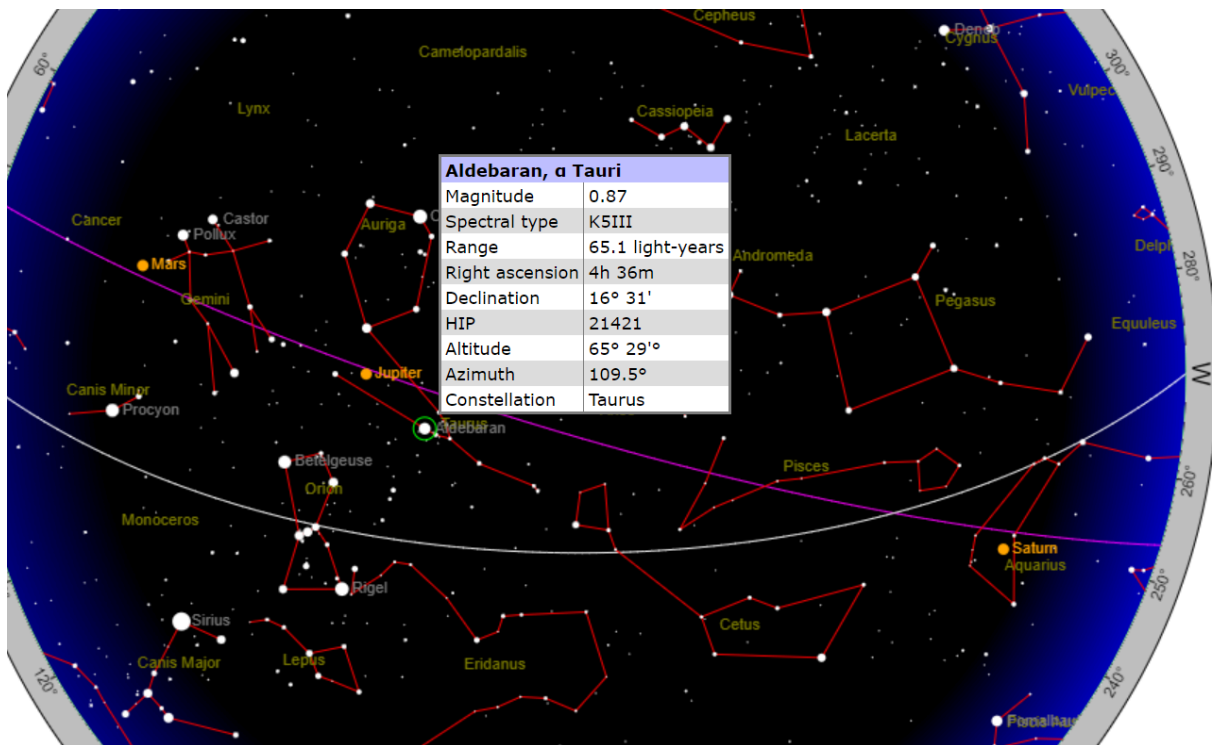 Cepheus
Deneb
Cygnus
Camelopardalis
60°
300°
Vulpec
Lynx
Cassiopeia
Lacerta
290°
Aldebaran, α Tauri
Magnitude 0.87
Spectral type K5III
Range 65.1 light-years
Right ascension 4h 36m
Declination 16° 31'
HIP 21421
Altitude 65° 29'°
Azimuth 109.5°
Constellation Taurus
Cancer
Castor
Auriga
C
Pollux
Delph
Mars
Andromeda
280°
Gemini
Pegasus
Equuleus
Jupiter
W
Canis Minor
Procyon
Taurus
Aldebaran
Betelgeuse
Pisces
260°
Orion
Monoceros
Saturn
Aquarius
250°
Rigel
Sirius
Cetus
Canis Major
Lepus
Eridanus
120°
240°